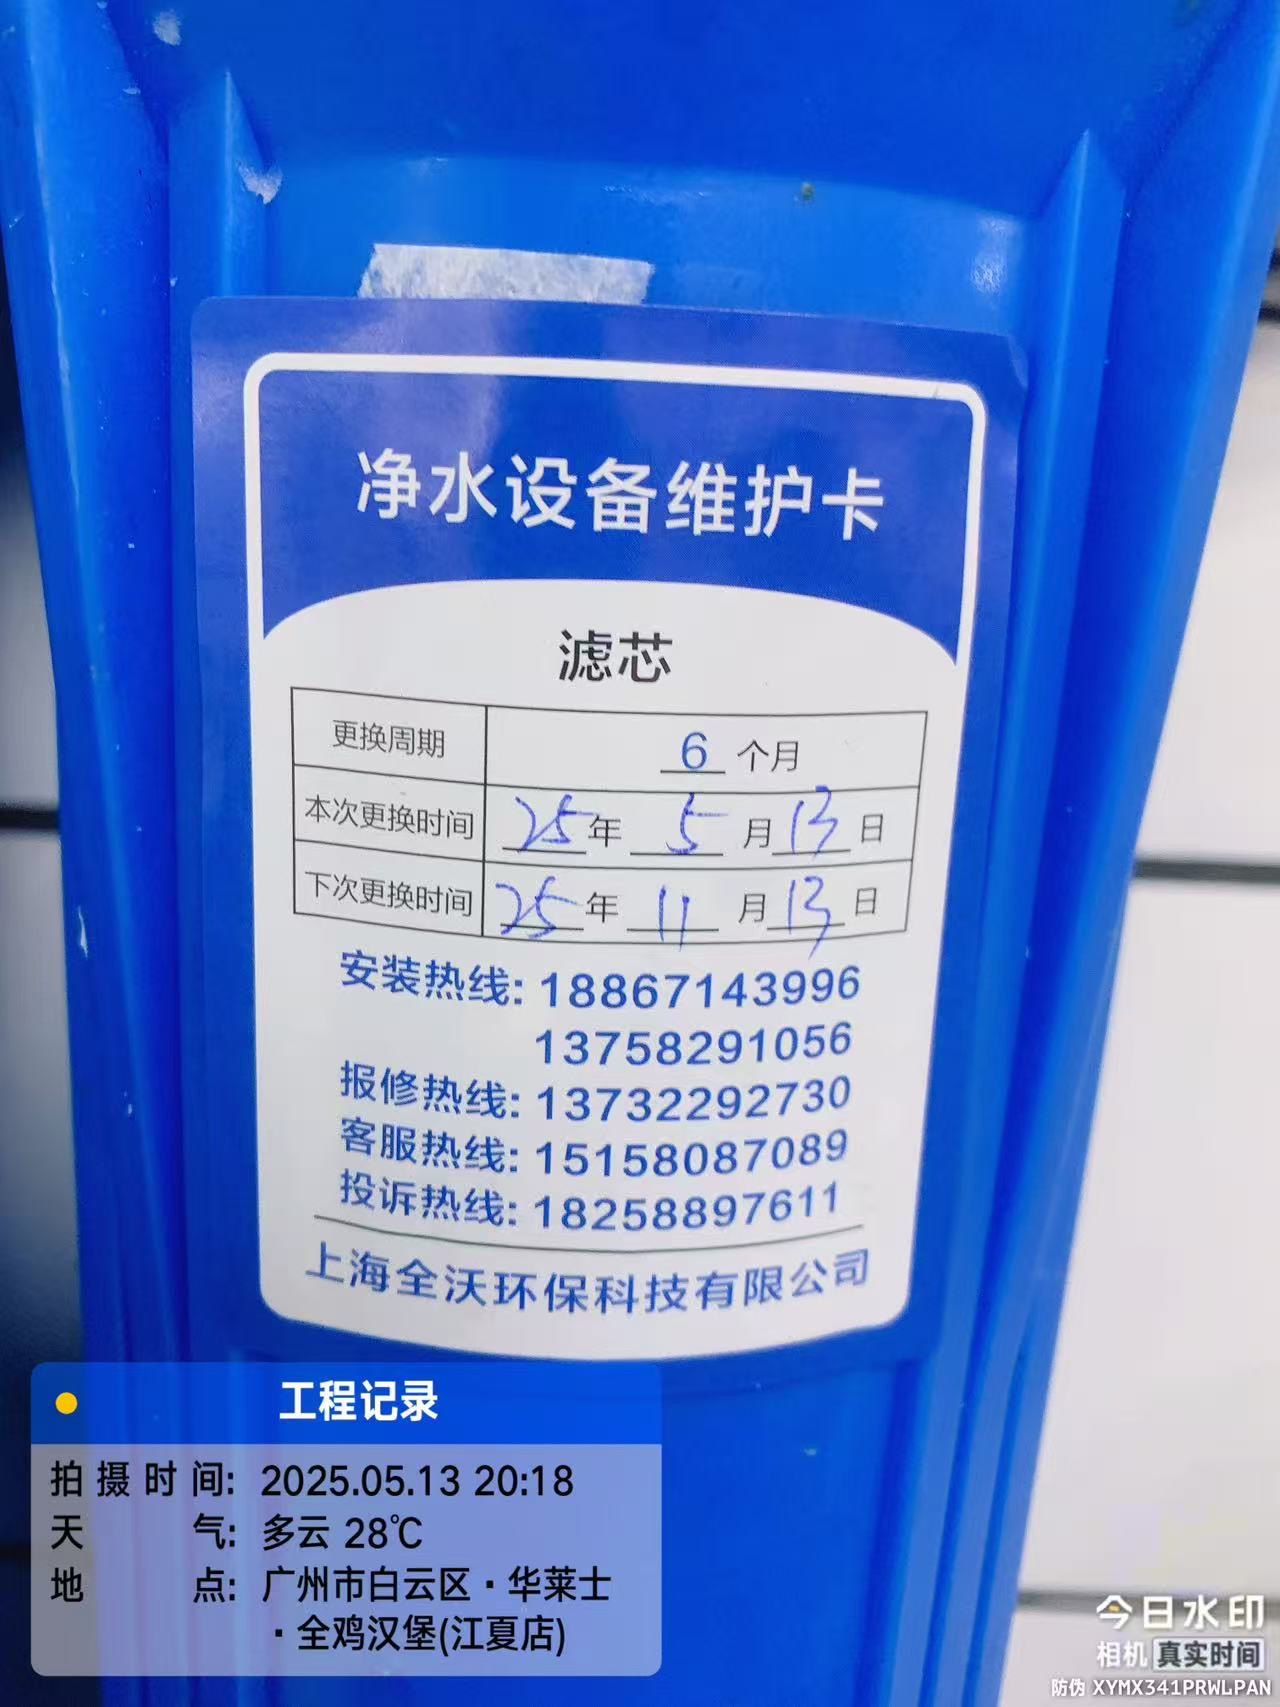 净水设备维护卡
滤芯
更换周期 6 个月
本次更换时间 25 年 5 月 13 日
下次更换时间 25 年 11 月 13 日
安装热线: 18867143996
13758291056
报修热线: 13732292730
客服热线: 15158087089
投诉热线: 18258897611
上海全沃环保科技有限公司
工程记录
拍摄时间: 2025.05.13 20:18
天气: 多云 28℃
地点: 广州市白云区·华莱士
·全鸡汉堡(江夏店)
今日水印
相机 真实时间
防伪 XYMX341PRWLPAN